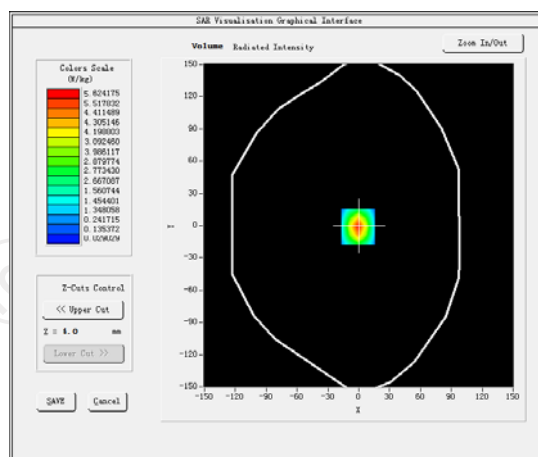 SAR Visualisation Graphical Interface
Volume Radiated Intensity
Zoom In/Out
Colors Scale
(W/kg)
5.624175
5.517832
4.411489
4.305146
4.198803
3.092460
3.986117
2.879774
2.773430
2.667087
1.560744
1.454401
1.348058
0.241715
0.135372
0.029029
Z-Cuts Control
<< Upper Cut
Z = 4.0 mm
Lower Cut >>
SAVE
Cancel
150
120
90
60
30
0
-30
-60
-90
-120
-150
Y
-150 -120 -90 -60 -30 0 30 60 90 120 150
X